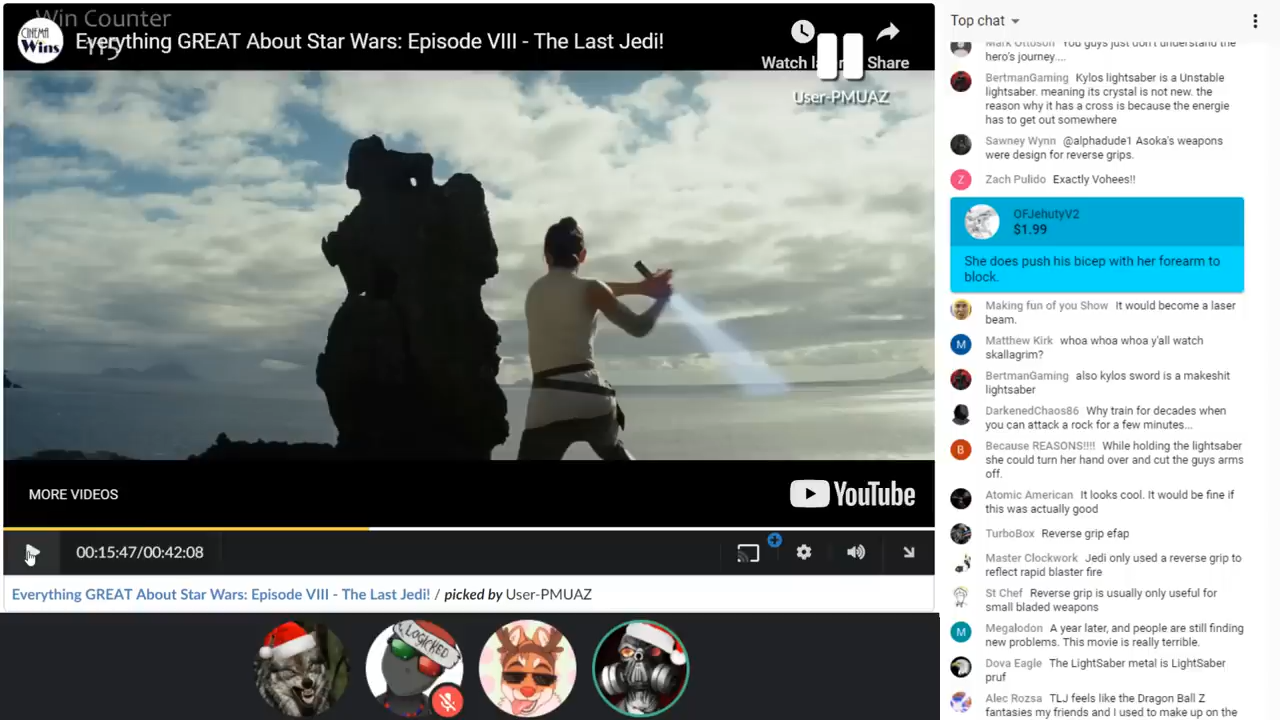 Win Counter
CINEMA
Wins
Everything GREAT About Star Wars: Episode VIII - The Last Jedi!
Share
User-PMUAZ
MORE VIDEOS
YouTube
00:15:47/00:42:08
Everything GREAT About Star Wars: Episode VIII - The Last Jedi! / picked by User-PMUAZ
LOGICKED
Top chat
Mark Ottoson You guys just don't understand the
hero's journey....
BertmanGaming Kylos lightsaber is a Unstable
lightsaber. meaning its crystal is not new. the
reason why it has a cross is because the energie
has to get out somewhere
Sawney Wynn @alphadude1 Asoka's weapons
were design for reverse grips.
Z
Zach Pulido Exactly Vohees!!
OFJehutyV2
$1.99
She does push his bicep with her forearm to
block.
Making fun of you Show It would become a laser
beam.
M
Matthew Kirk whoa whoa whoa y'all watch
skallagrim?
BertmanGaming also kylos sword is a makeshit
lightsaber
DarkenedChaos86 Why train for decades when
you can attack a rock for a few minutes...
B
Because REASONS!!!! While holding the lightsaber
she could turn her hand over and cut the guys arms
off.
Atomic American It looks cool. It would be fine if
this was actually good
TurboBox Reverse grip efap
Master Clockwork Jedi only used a reverse grip to
reflect rapid blaster fire
St Chef Reverse grip is usually only useful for
small bladed weapons
M
Megalodon A year later, and people are still finding
new problems. This movie is really terrible.
Dova Eagle The LightSaber metal is LightSaber
pruf
Alec Rozsa TLJ feels like the Dragon Ball Z
fantasies my friends and I used to make up on the